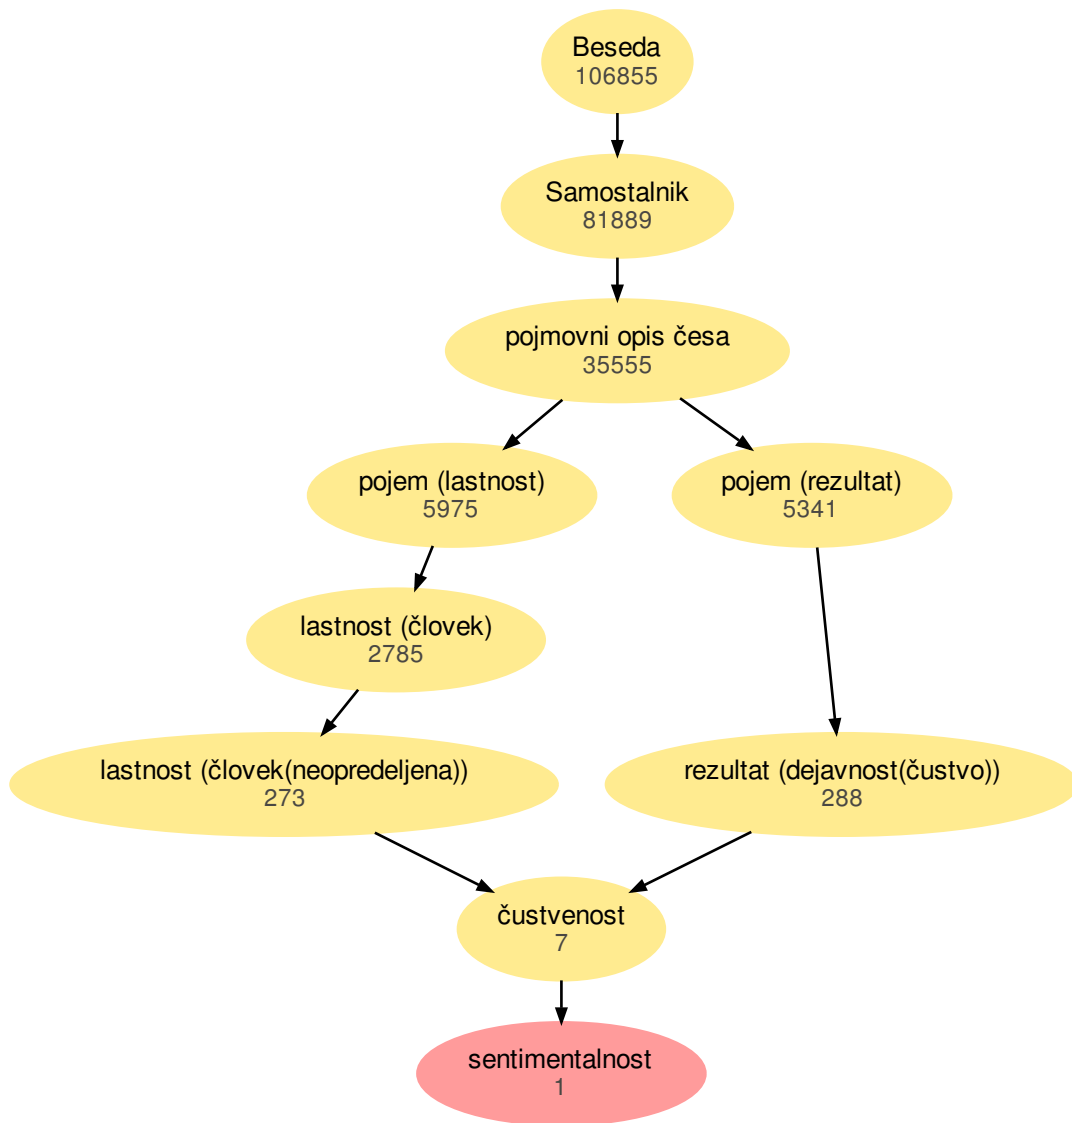 Beseda
106855
Samostalnik
81889
pojmovni opis česa
35555
pojem (lastnost)
5975
pojem (rezultat)
5341
lastnost (človek)
2785
lastnost (človek(neopredeljena))
273
rezultat (dejavnost(čustvo))
288
čustvenost
7
sentimentalnost
1